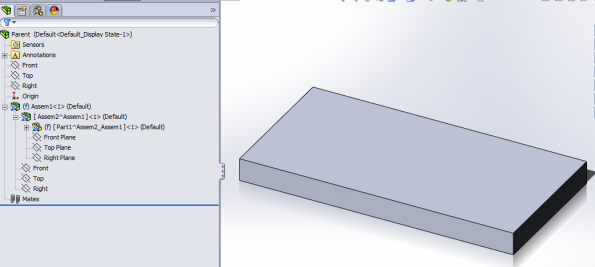 Parent (Default<Default_Display State-1>)
Sensors
Annotations
Front
Top
Right
Origin
(f) Assem1<1> (Default)
[ Assem2^Assem1 ]<1> (Default)
(f) [ Part1^Assem2_Assem1 ]<1> (Default)
Front Plane
Top Plane
Right Plane
Front
Top
Right
Mates